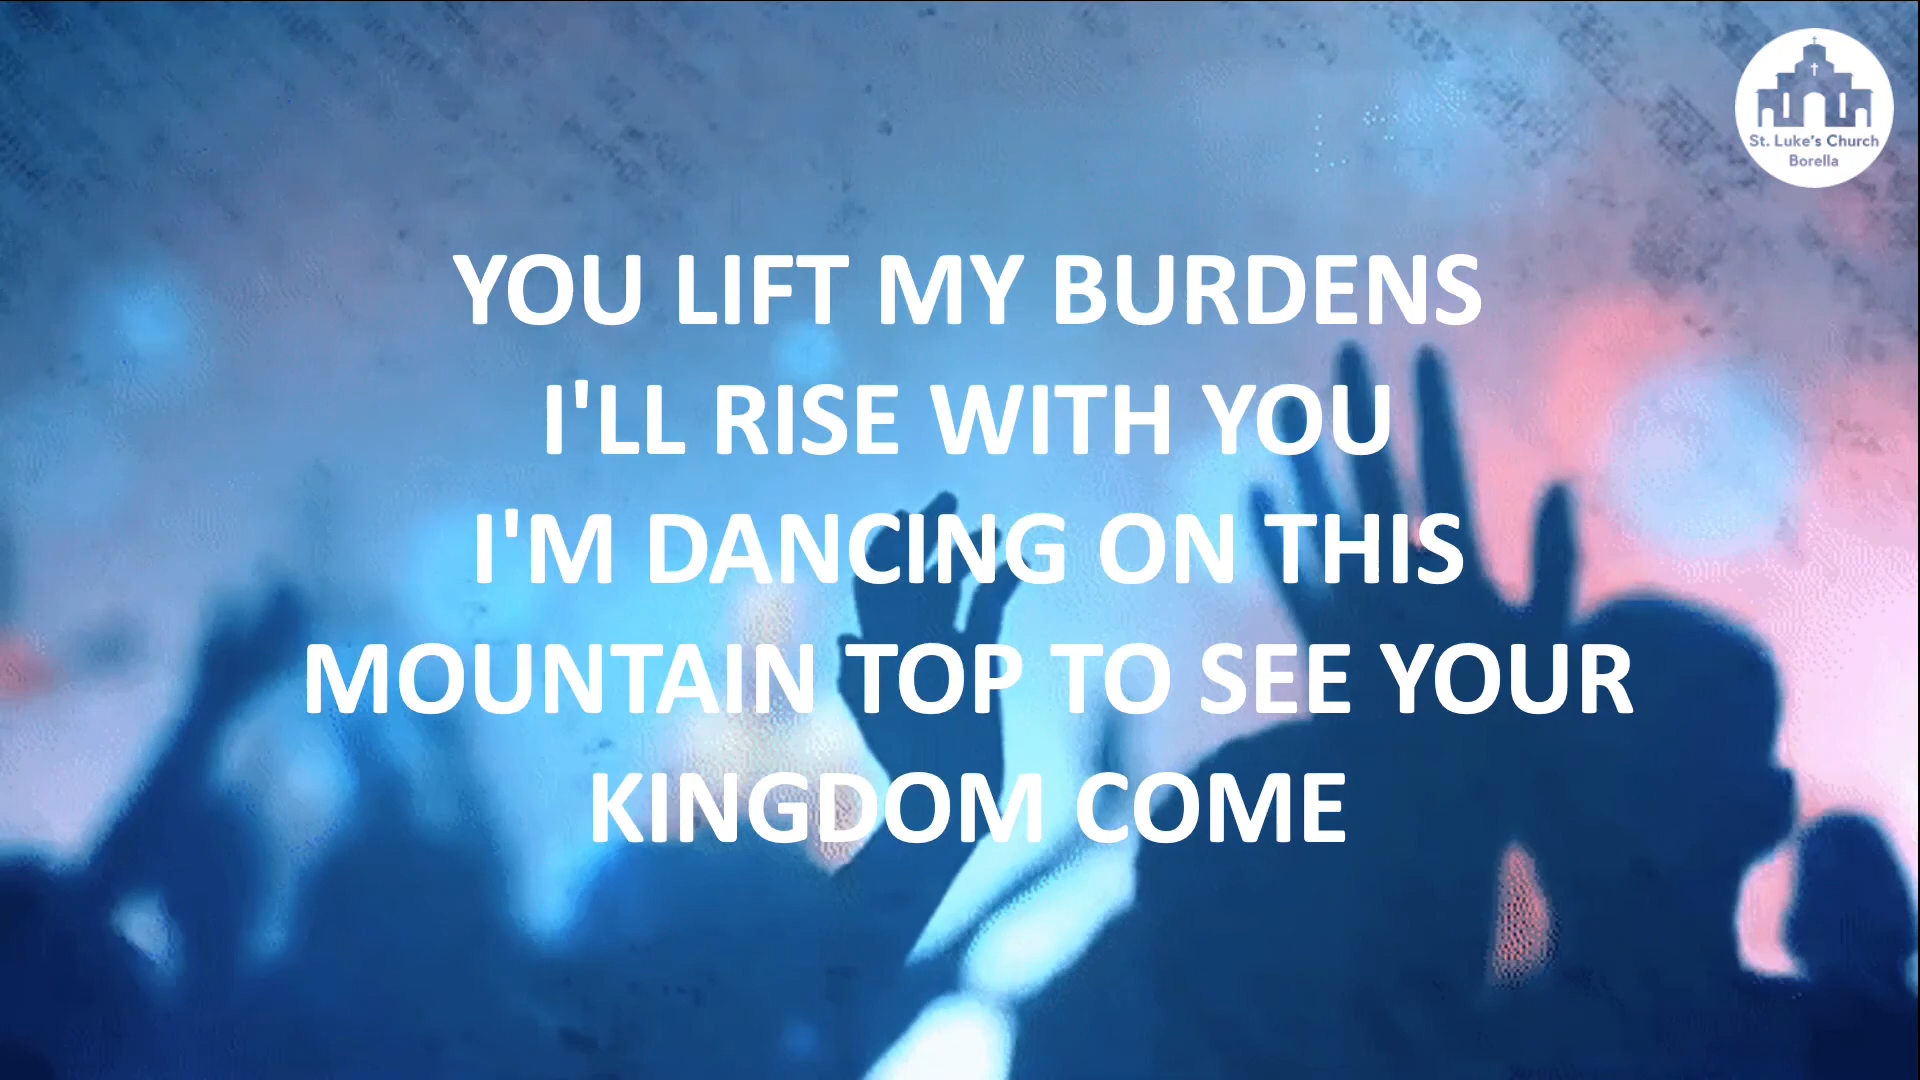 St. Luke's Church
Borella
YOU LIFT MY BURDENS
I'LL RISE WITH YOU
I'M DANCING ON THIS
MOUNTAIN TOP TO SEE YOUR
KINGDOM COME